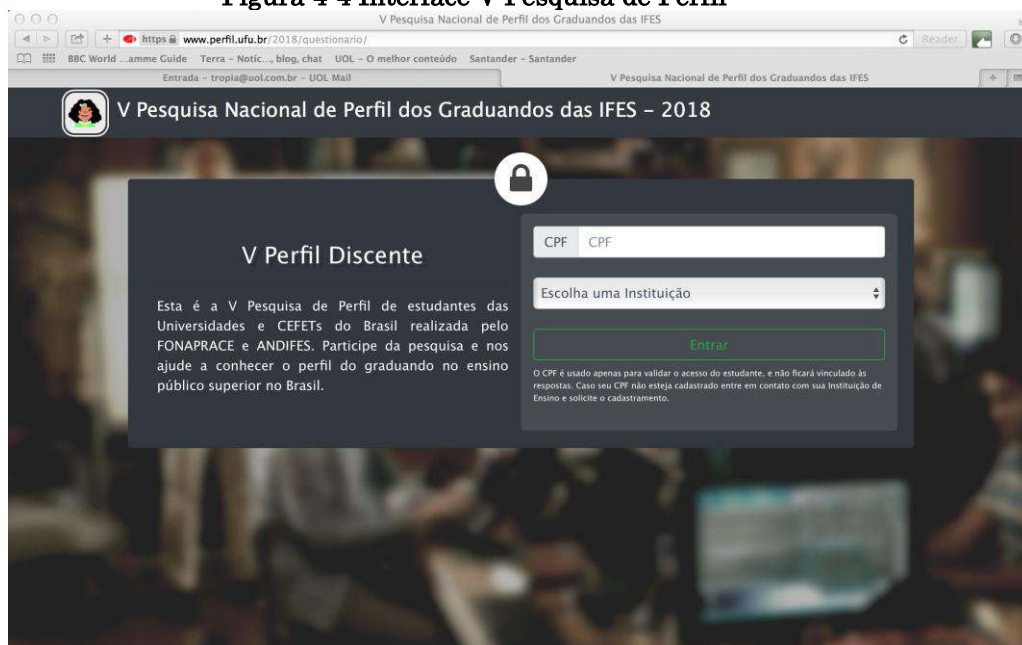 Figura 4 4 Interface V Pesquisa de Perfil
V Pesquisa Nacional de Perfil dos Graduandos das IFES
https www.perfil.ufu.br/2018/questionario/
Reader
BBC World ...amme Guide Terra – Notíc..., blog, chat UOL – O melhor conteúdo Santander – Santander
Entrada – tropia@uol.com.br – UOL Mail
V Pesquisa Nacional de Perfil dos Graduandos das IFES
V Pesquisa Nacional de Perfil dos Graduandos das IFES – 2018
V Perfil Discente
Esta é a V Pesquisa de Perfil de estudantes das
Universidades e CEFETs do Brasil realizada pelo
FONAPRACE e ANDIFES. Participe da pesquisa e nos
ajude a conhecer o perfil do graduando no ensino
público superior no Brasil.
CPF CPF
Escolha uma Instituição
Entrar
O CPF é usado apenas para validar o acesso do estudante, e não ficará vinculado às
respostas. Caso seu CPF não esteja cadastrado entre em contato com sua Instituição de
Ensino e solicite o cadastramento.